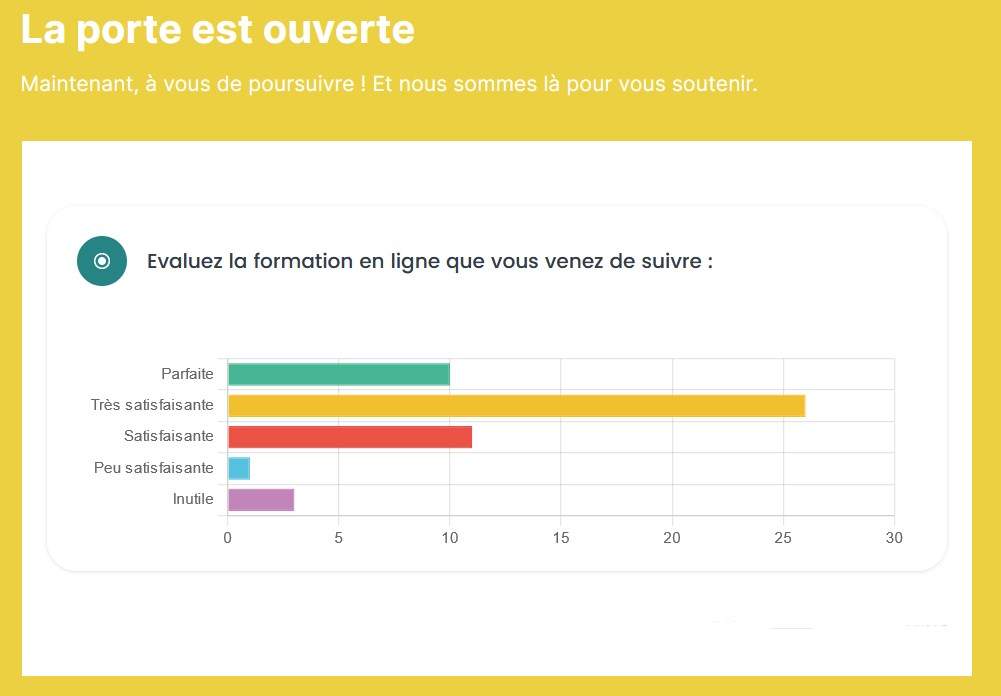 La porte est ouverte
Maintenant, à vous de poursuivre ! Et nous sommes là pour vous soutenir.
Evaluez la formation en ligne que vous venez de suivre :
Parfaite
Très satisfaisante
Satisfaisante
Peu satisfaisante
Inutile
0 5 10 15 20 25 30